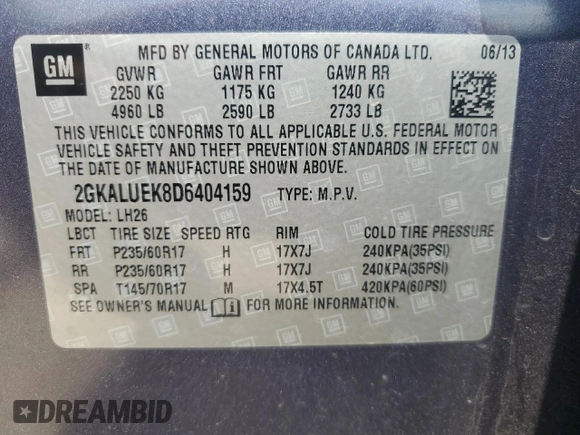 GM ® MFD BY GENERAL MOTORS OF CANADA LTD. 06/13
GVWR GAWR FRT GAWR RR
2250 KG 1175 KG 1240 KG
4960 LB 2590 LB 2733 LB
THIS VEHICLE CONFORMS TO ALL APPLICABLE U.S. FEDERAL MOTOR
VEHICLE SAFETY AND THEFT PREVENTION STANDARDS IN EFFECT ON
THE DATE OF MANUFACTURE SHOWN ABOVE.
2GKALUEK8D6404159 TYPE: M.P.V.
MODEL: LH26
LBCT TIRE SIZE SPEED RTG RIM COLD TIRE PRESSURE
FRT P235/60R17 H 17X7J 240KPA(35PSI)
RR P235/60R17 H 17X7J 240KPA(35PSI)
SPA T145/70R17 M 17X4.5T 420KPA(60PSI)
SEE OWNER'S MANUAL FOR MORE INFORMATION.
DREAMBID